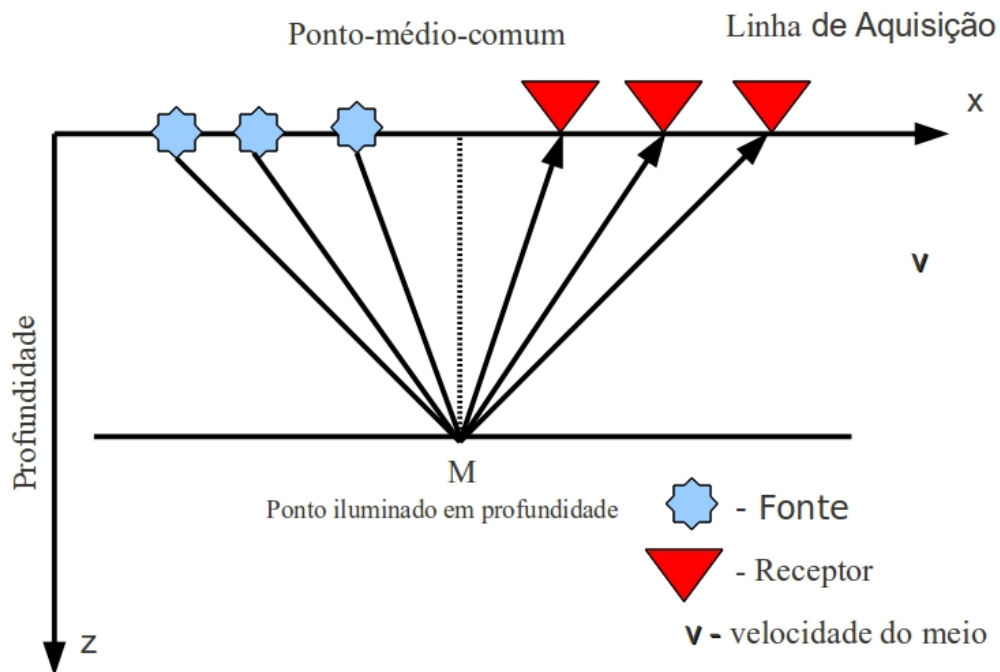 Ponto-médio-comum
Linha de Aquisição
x
v
Profundidade
M
Ponto iluminado em profundidade
- Fonte
- Receptor
v - velocidade do meio
z